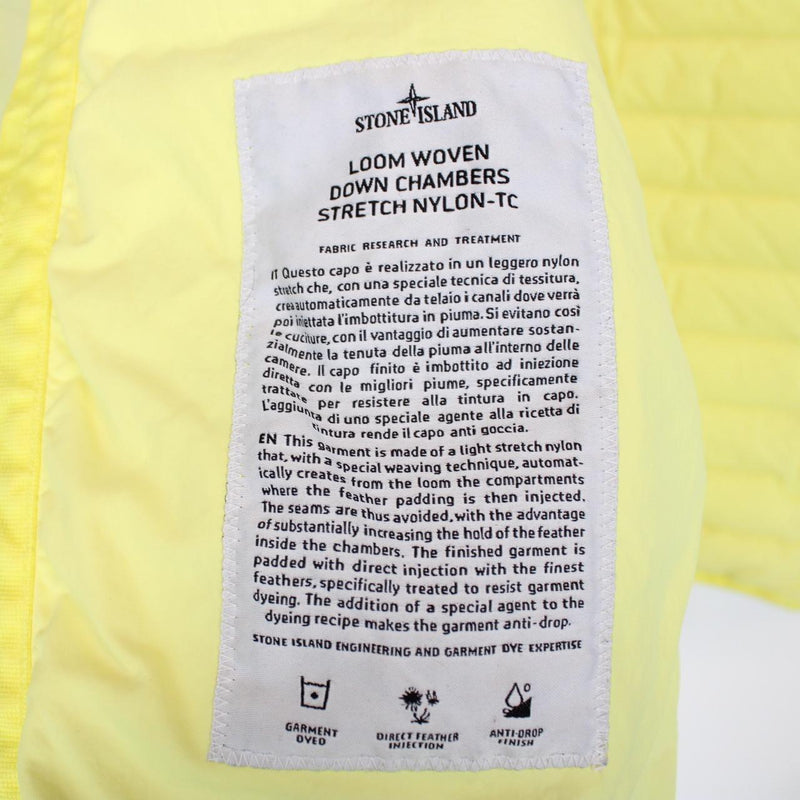 STONE ISLAND
LOOM WOVEN
DOWN CHAMBERS
STRETCH NYLON-TC
FABRIC RESEARCH AND TREATMENT
IT Questo capo è realizzato in un leggero nylon
stretch che, con una speciale tecnica di tessitura,
crea automaticamente da telaio i canali dove verrà
poi iniettata l'imbottitura in piuma. Si evitano così
le cuciture, con il vantaggio di aumentare sostan-
zialmente la tenuta della piuma all'interno delle
camere. Il capo finito è imbottito ad iniezione
diretta con le migliori piume, specificamente
trattate per resistere alla tintura in capo.
L'aggiunta di uno speciale agente alla ricetta di
tintura rende il capo anti goccia.
EN This garment is made of a light stretch nylon
that, with a special weaving technique, automat-
ically creates from the loom the compartments
where the feather padding is then injected.
The seams are thus avoided, with the advantage
of substantially increasing the hold of the feather
inside the chambers. The finished garment is
padded with direct injection with the finest
feathers, specifically treated to resist garment
dyeing. The addition of a special agent to the
dyeing recipe makes the garment anti-drop.
STONE ISLAND ENGINEERING AND GARMENT DYE EXPERTISE
GARMENT
DYED
DIRECT FEATHER
INJECTION
ANTI-DROP
FINISH